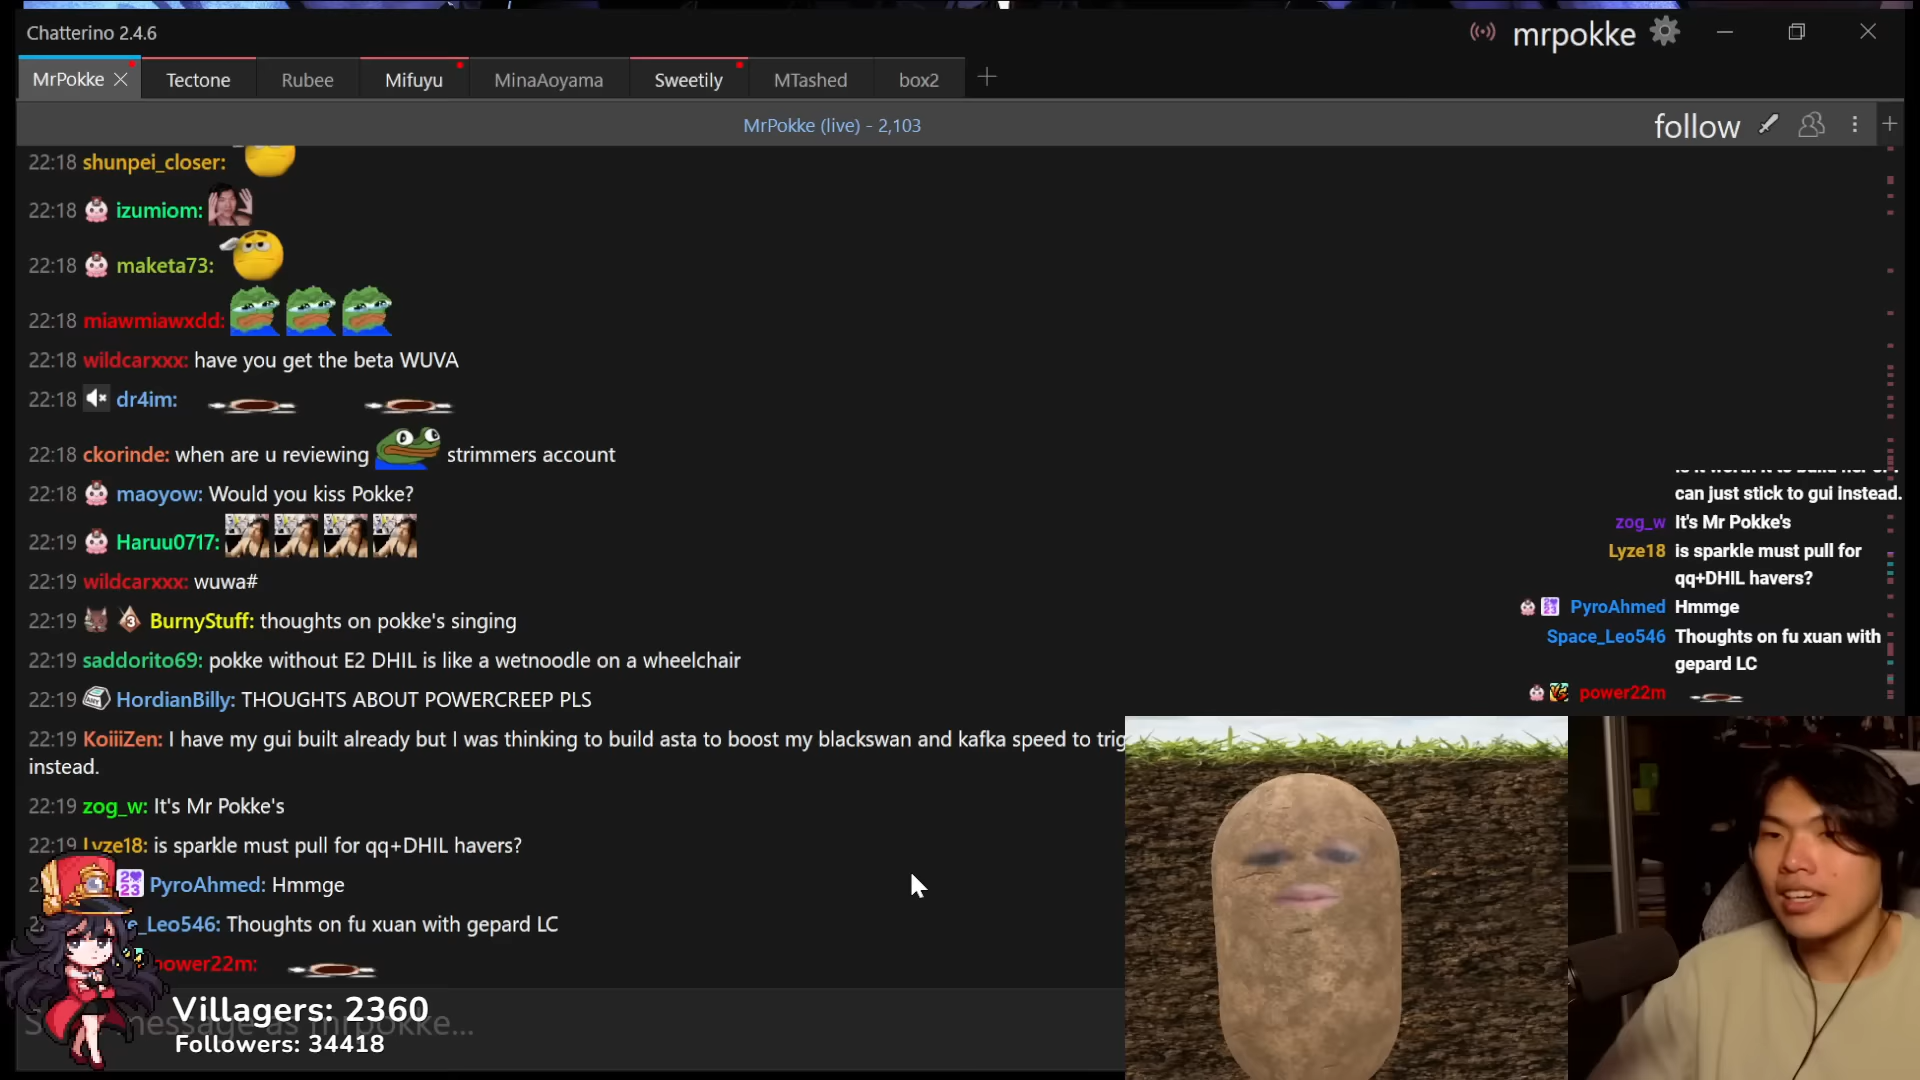 Chatterino 2.4.6
mrpokke
MrPokke
Tectone
Rubee
Mifuyu
MinaAoyama
Sweetily
MTashed
box2
MrPokke (live) - 2,103
follow
22:18 shunpei_closer:
22:18 izumiom:
22:18 maketa73:
22:18 miawmiawxdd:
22:18 wildcarxxx: have you get the beta WUVA
22:18 dr4im:
22:18 ckorinde: when are u reviewing strimmers account
22:18 maoyow: Would you kiss Pokke?
22:19 Haruu0717:
22:19 wildcarxxx: wuwa#
22:19 BurnyStuff: thoughts on pokke's singing
22:19 saddorito69: pokke without E2 DHIL is like a wetnoodle on a wheelchair
22:19 HordianBilly: THOUGHTS ABOUT POWERCREEP PLS
22:19 KoiiiZen: I have my gui built already but I was thinking to build asta to boost my blackswan and kafka speed to trig
instead.
22:19 zog_w: It's Mr Pokke's
22:19 Lyze18: is sparkle must pull for qq+DHIL havers?
PyroAhmed: Hmmge
e_Leo546: Thoughts on fu xuan with gepard LC
power22m:
Villagers: 2360
Followers: 34418
can just stick to gui instead.
zog_w It's Mr Pokke's
Lyze18 is sparkle must pull for
qq+DHIL havers?
PyroAhmed Hmmge
Space_Leo546 Thoughts on fu xuan with
gepard LC
power22m